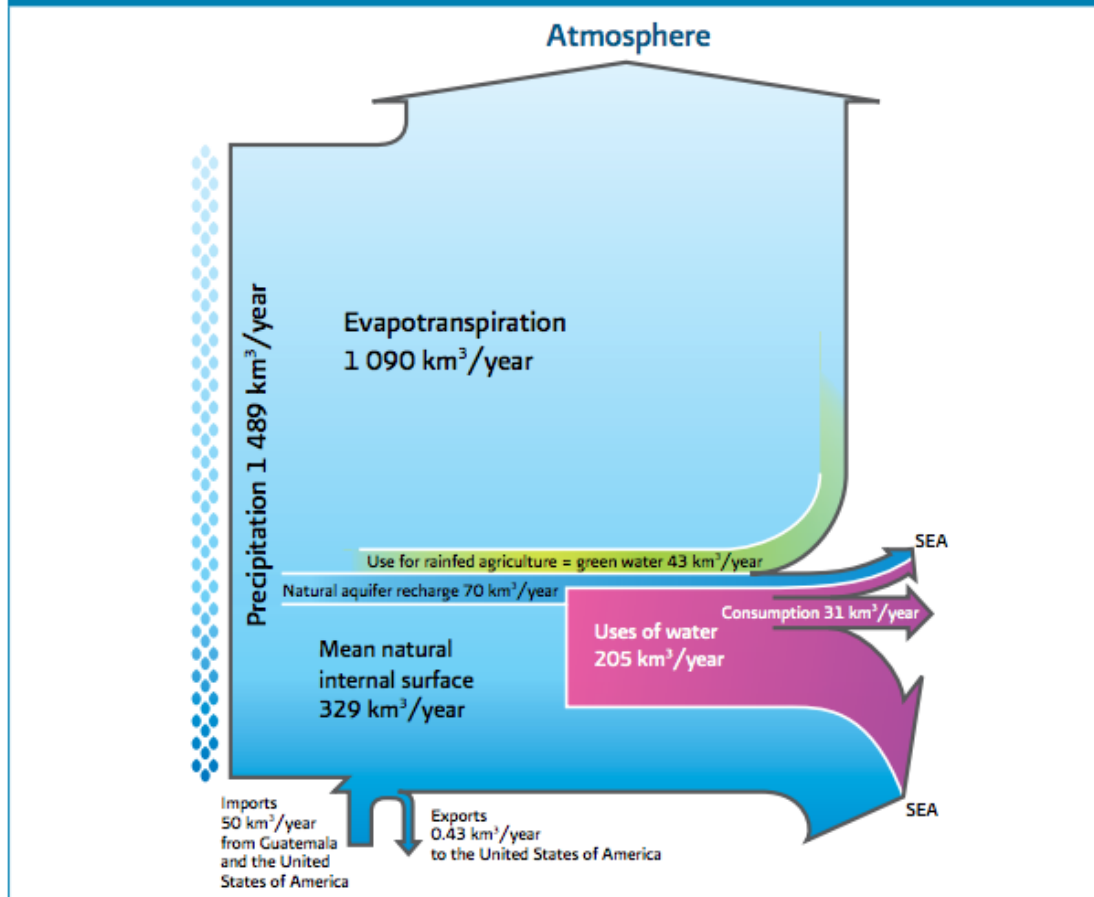 Atmosphere
Precipitation 1 489 km³/year
Evapotranspiration
1 090 km³/year
Use for rainfed agriculture = green water 43 km³/year
SEA
Natural aquifer recharge 70 km³/year
Consumption 31 km³/year
Uses of water
205 km³/year
Mean natural
internal surface
329 km³/year
Imports
50 km³/year
from Guatemala
and the United
States of America
Exports
0.43 km³/year
to the United States of America
SEA